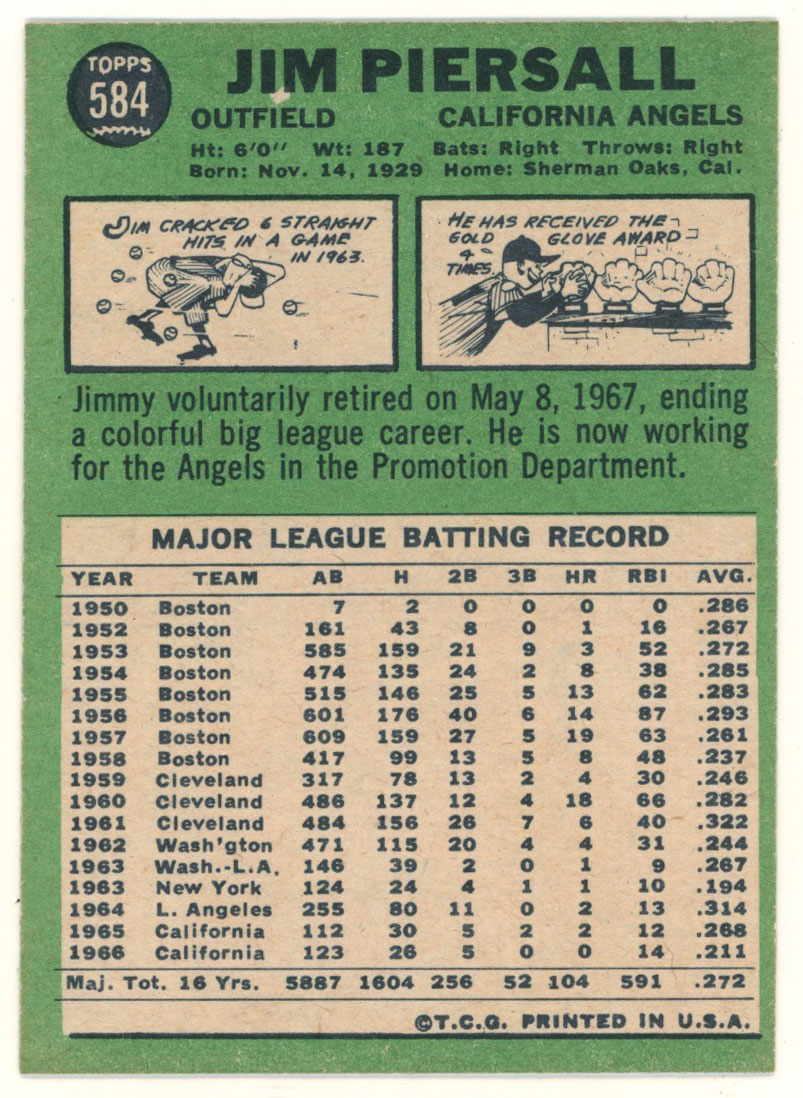 TOPPS
584
JIM PIERSALL
OUTFIELD CALIFORNIA ANGELS
Ht: 6'0" Wt: 187 Bats: Right Throws: Right
Born: Nov. 14, 1929 Home: Sherman Oaks, Cal.
JIM CRACKED 6 STRAIGHT
HITS IN A GAME
IN 1963.
HE HAS RECEIVED THE
GOLD GLOVE AWARD
4
TIMES
Jimmy voluntarily retired on May 8, 1967, ending
a colorful big league career. He is now working
for the Angels in the Promotion Department.
MAJOR LEAGUE BATTING RECORD
YEAR TEAM AB H 2B 3B HR RBI AVG.
1950 Boston 7 2 0 0 0 0 .286
1952 Boston 161 43 8 0 1 16 .267
1953 Boston 585 159 21 9 3 52 .272
1954 Boston 474 135 24 2 8 38 .285
1955 Boston 515 146 25 5 13 62 .283
1956 Boston 601 176 40 6 14 87 .293
1957 Boston 609 159 27 5 19 63 .261
1958 Boston 417 99 13 5 8 48 .237
1959 Cleveland 317 78 13 2 4 30 .246
1960 Cleveland 486 137 12 4 18 66 .282
1961 Cleveland 484 156 26 7 6 40 .322
1962 Wash'gton 471 115 20 4 4 31 .244
1963 Wash.-L.A. 146 39 2 0 1 9 .267
1963 New York 124 24 4 1 1 10 .194
1964 L. Angeles 255 80 11 0 2 13 .314
1965 California 112 30 5 2 2 12 .268
1966 California 123 26 5 0 0 14 .211
Maj. Tot. 16 Yrs. 5887 1604 256 52 104 591 .272
©T.C.G. PRINTED IN U.S.A.